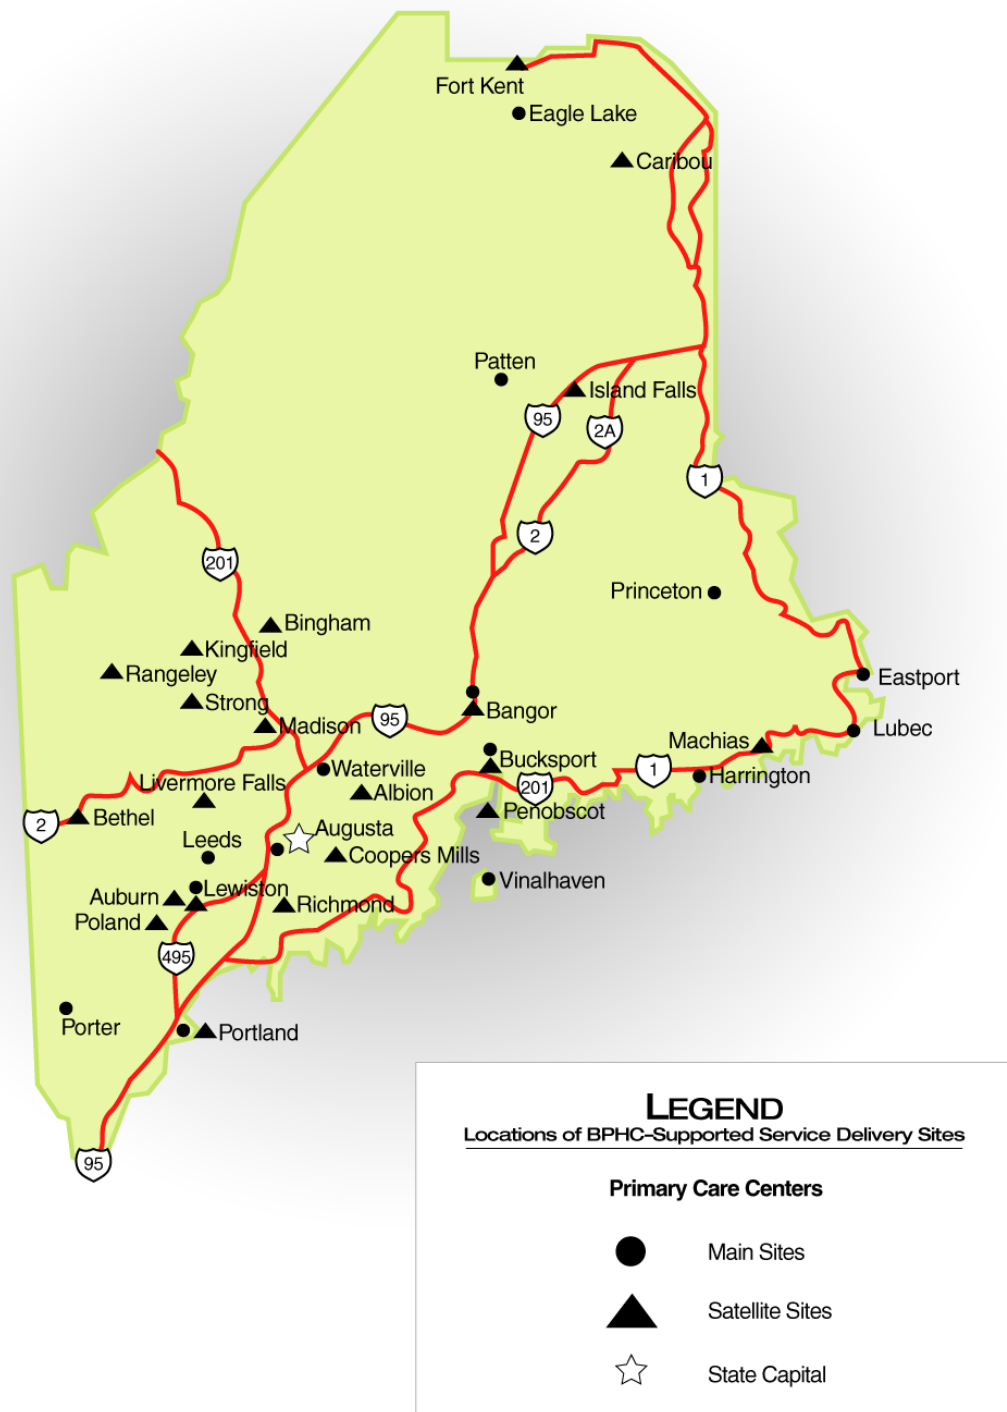 Fort Kent
Eagle Lake
Caribou
Patten
Island Falls
95
2A
1
2
201
Princeton
Bingham
Kingfield
Rangeley
Strong
Madison
Eastport
Bangor
95
Lubec
Machias
Bucksport
Waterville
1
Harrington
Livermore Falls
Albion
201
Penobscot
2
Bethel
Augusta
Leeds
Coopers Mills
Vinalhaven
Lewiston
Auburn
Richmond
Poland
495
Porter
Portland
95
LEGEND
Locations of BPHC–Supported Service Delivery Sites
Primary Care Centers
Main Sites
Satellite Sites
State Capital